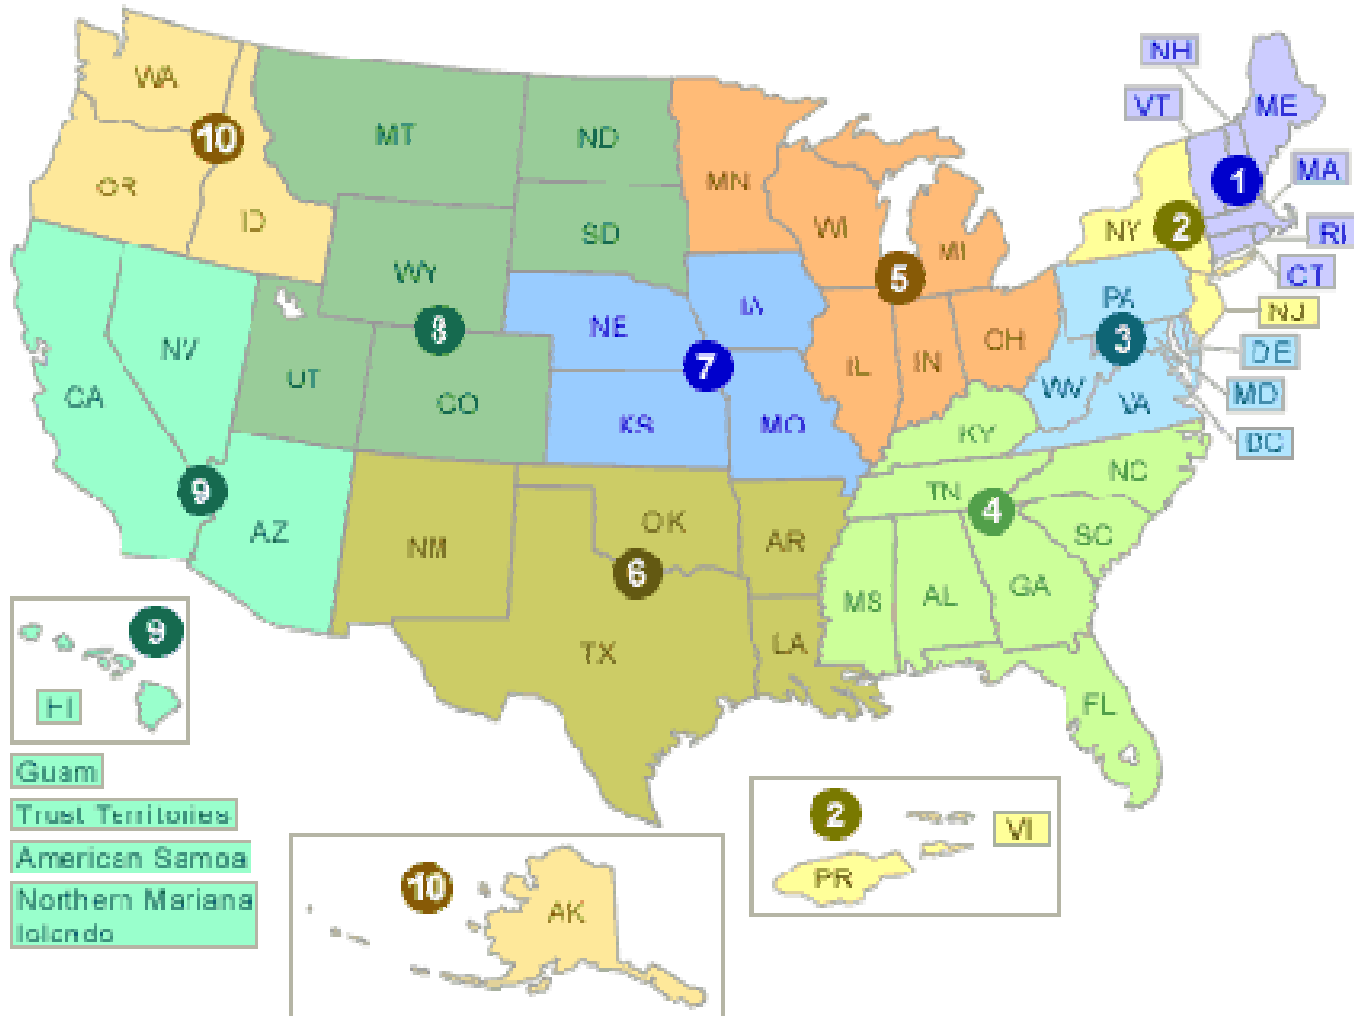 NH
VT
ME
WA
MT
ND
10
MN
MA
1
OR
ID
SD
WI
MI
NY
2
RI
WY
5
CT
IA
PA
NJ
8
NE
3
NV
7
OH
DE
UT
IL
IN
CA
CO
WV
MD
VA
KS
MO
KY
DC
NC
TN
9
4
AZ
NM
OK
AR
SC
6
MS
AL
GA
9
TX
LA
HI
FL
Guam
Trust Territories
2
VI
American Samoa
PR
Northern Mariana
Islands
10
AK